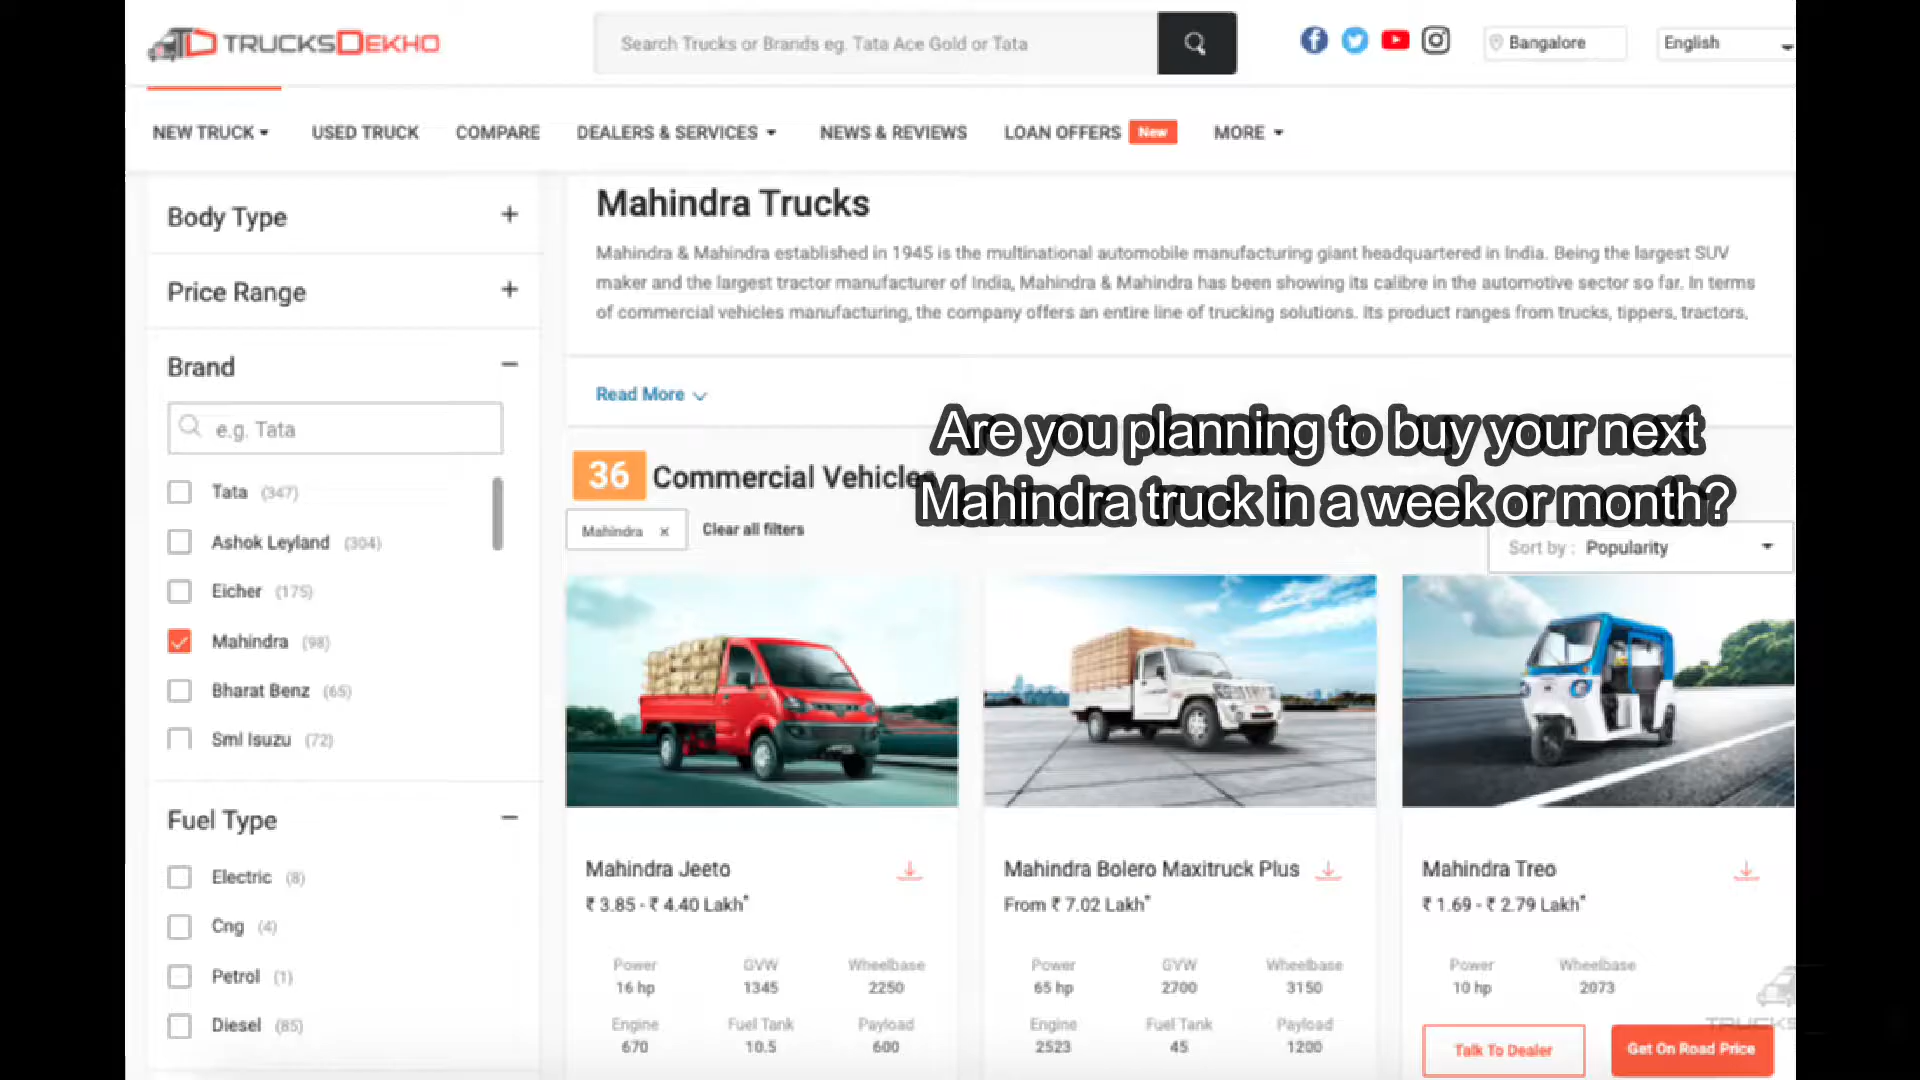 TRUCKSDEKHO
Search Trucks or Brands eg. Tata Ace Gold or Tata
Bangalore
English
NEW TRUCK
USED TRUCK
COMPARE
DEALERS & SERVICES
NEWS & REVIEWS
LOAN OFFERS New
MORE
Body Type +
Price Range +
Brand −
e.g. Tata
Tata (347)
Ashok Leyland (304)
Eicher (175)
Mahindra (98)
Bharat Benz (65)
Sml Isuzu (72)
Fuel Type −
Electric (8)
Cng (4)
Petrol (1)
Diesel (85)
Mahindra Trucks
Mahindra & Mahindra established in 1945 is the multinational automobile manufacturing giant headquartered in India. Being the largest SUV
maker and the largest tractor manufacturer of India, Mahindra & Mahindra has been showing its calibre in the automotive sector so far. In terms
of commercial vehicles manufacturing, the company offers an entire line of trucking solutions. Its product ranges from trucks, tippers, tractors,
Read More
Are you planning to buy your next
Mahindra truck in a week or month?
36 Commercial Vehicles
Mahindra x
Clear all filters
Sort by : Popularity
Mahindra Jeeto
₹ 3.85 - ₹ 4.40 Lakh*
Power GVW Wheelbase
16 hp 1345 2250
Engine Fuel Tank Payload
670 10.5 600
Mahindra Bolero Maxitruck Plus
From ₹ 7.02 Lakh*
Power GVW Wheelbase
65 hp 2700 3150
Engine Fuel Tank Payload
2523 45 1200
Mahindra Treo
₹ 1.69 - ₹ 2.79 Lakh*
Power Wheelbase
10 hp 2073
TRUCKS
Talk To Dealer
Get On Road Price